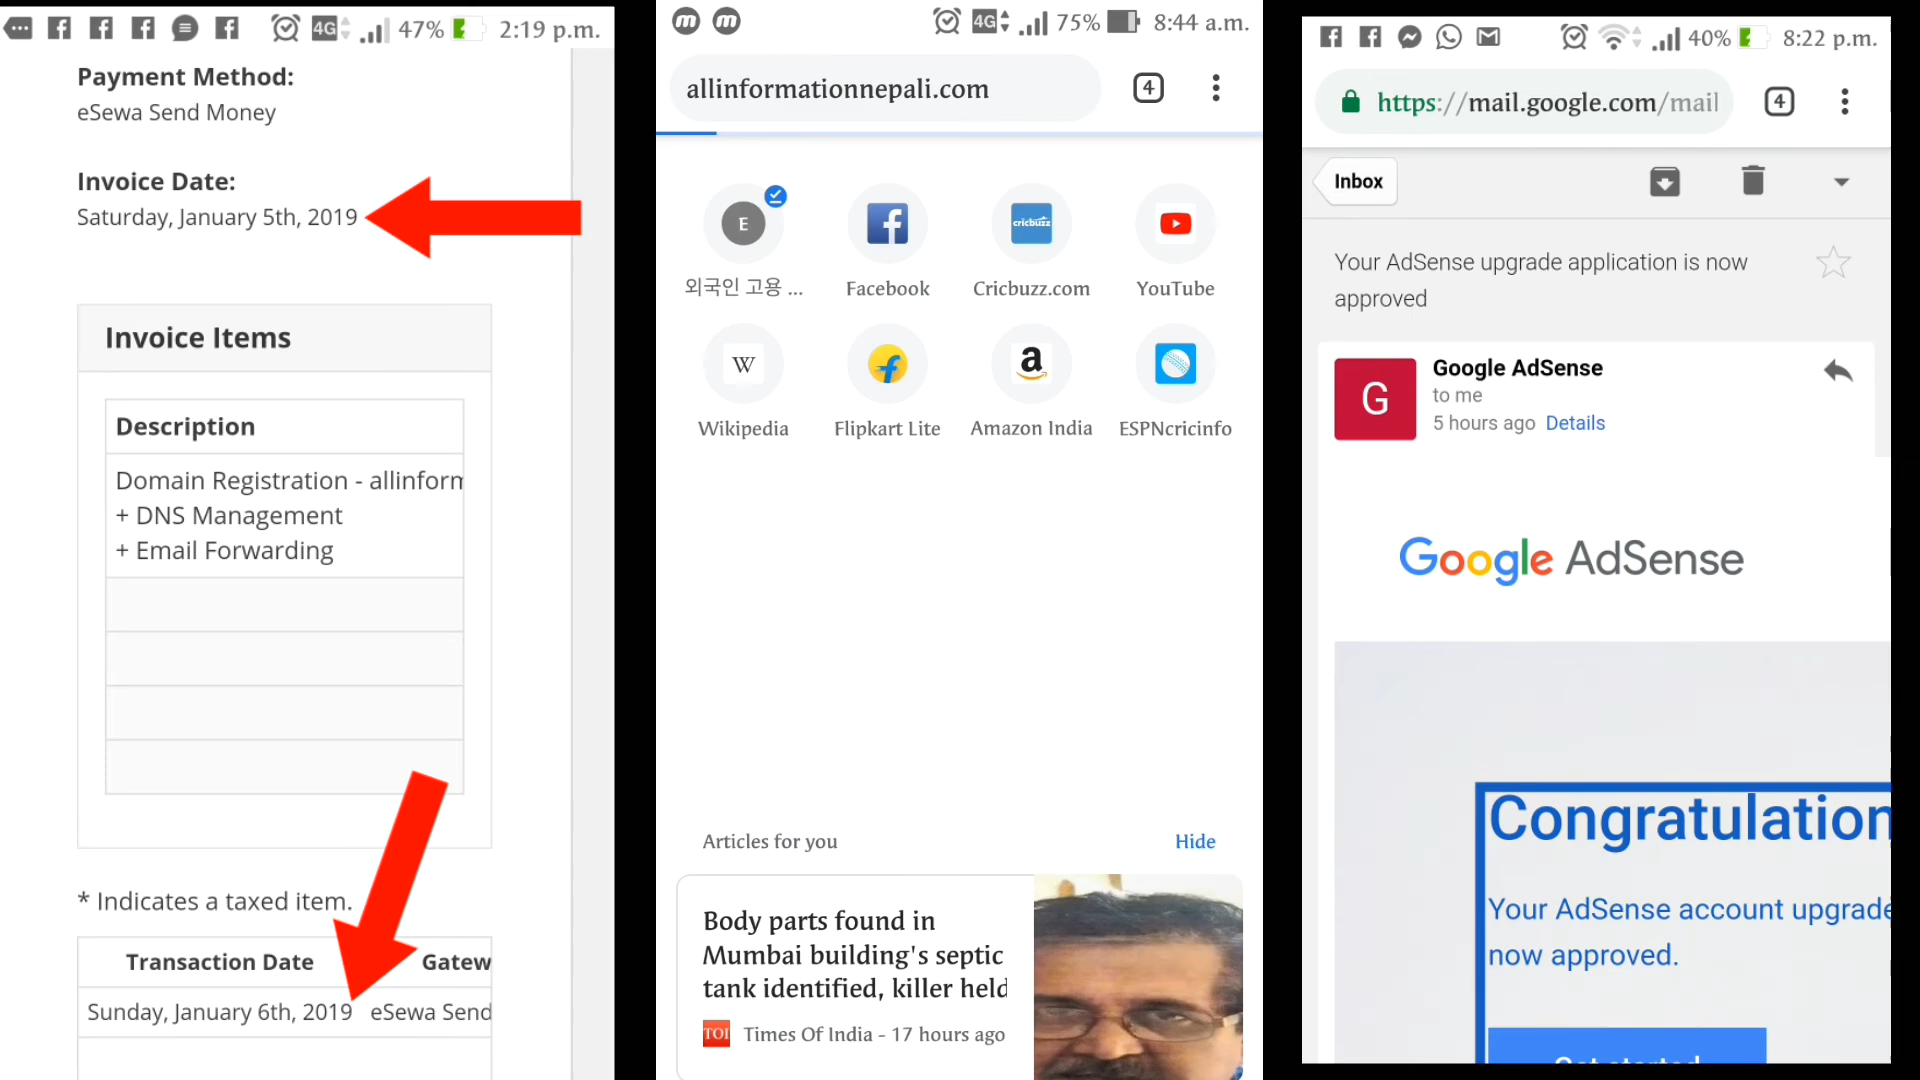 4G 47% 2:19 p.m.
Payment Method:
eSewa Send Money
Invoice Date:
Saturday, January 5th, 2019
Invoice Items
Description
Domain Registration - allinform
+ DNS Management
+ Email Forwarding
* Indicates a taxed item.
Transaction Date Gatew
Sunday, January 6th, 2019 eSewa Send
4G 75% 8:44 a.m.
allinformationnepali.com 4
E
cricbuzz
외국인 고용 ... Facebook Cricbuzz.com YouTube
W
Wikipedia Flipkart Lite Amazon India ESPNcricinfo
Articles for you Hide
Body parts found in
Mumbai building's septic
tank identified, killer held
TOI Times Of India - 17 hours ago
40% 8:22 p.m.
https://mail.google.com/mail 4
Inbox
Your AdSense upgrade application is now
approved
G
Google AdSense
to me
5 hours ago Details
Google AdSense
Congratulation
Your AdSense account upgrade
now approved.
Get started